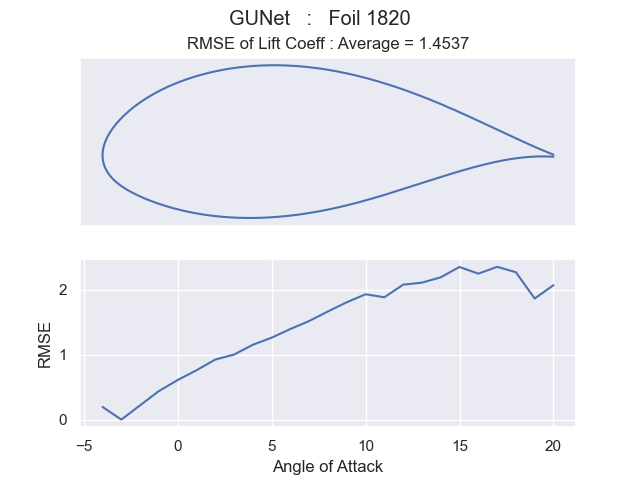 GUNet   :   Foil 1820
RMSE of Lift Coeff : Average = 1.4537
2
1
0
RMSE
−5 0 5 10 15 20
Angle of Attack